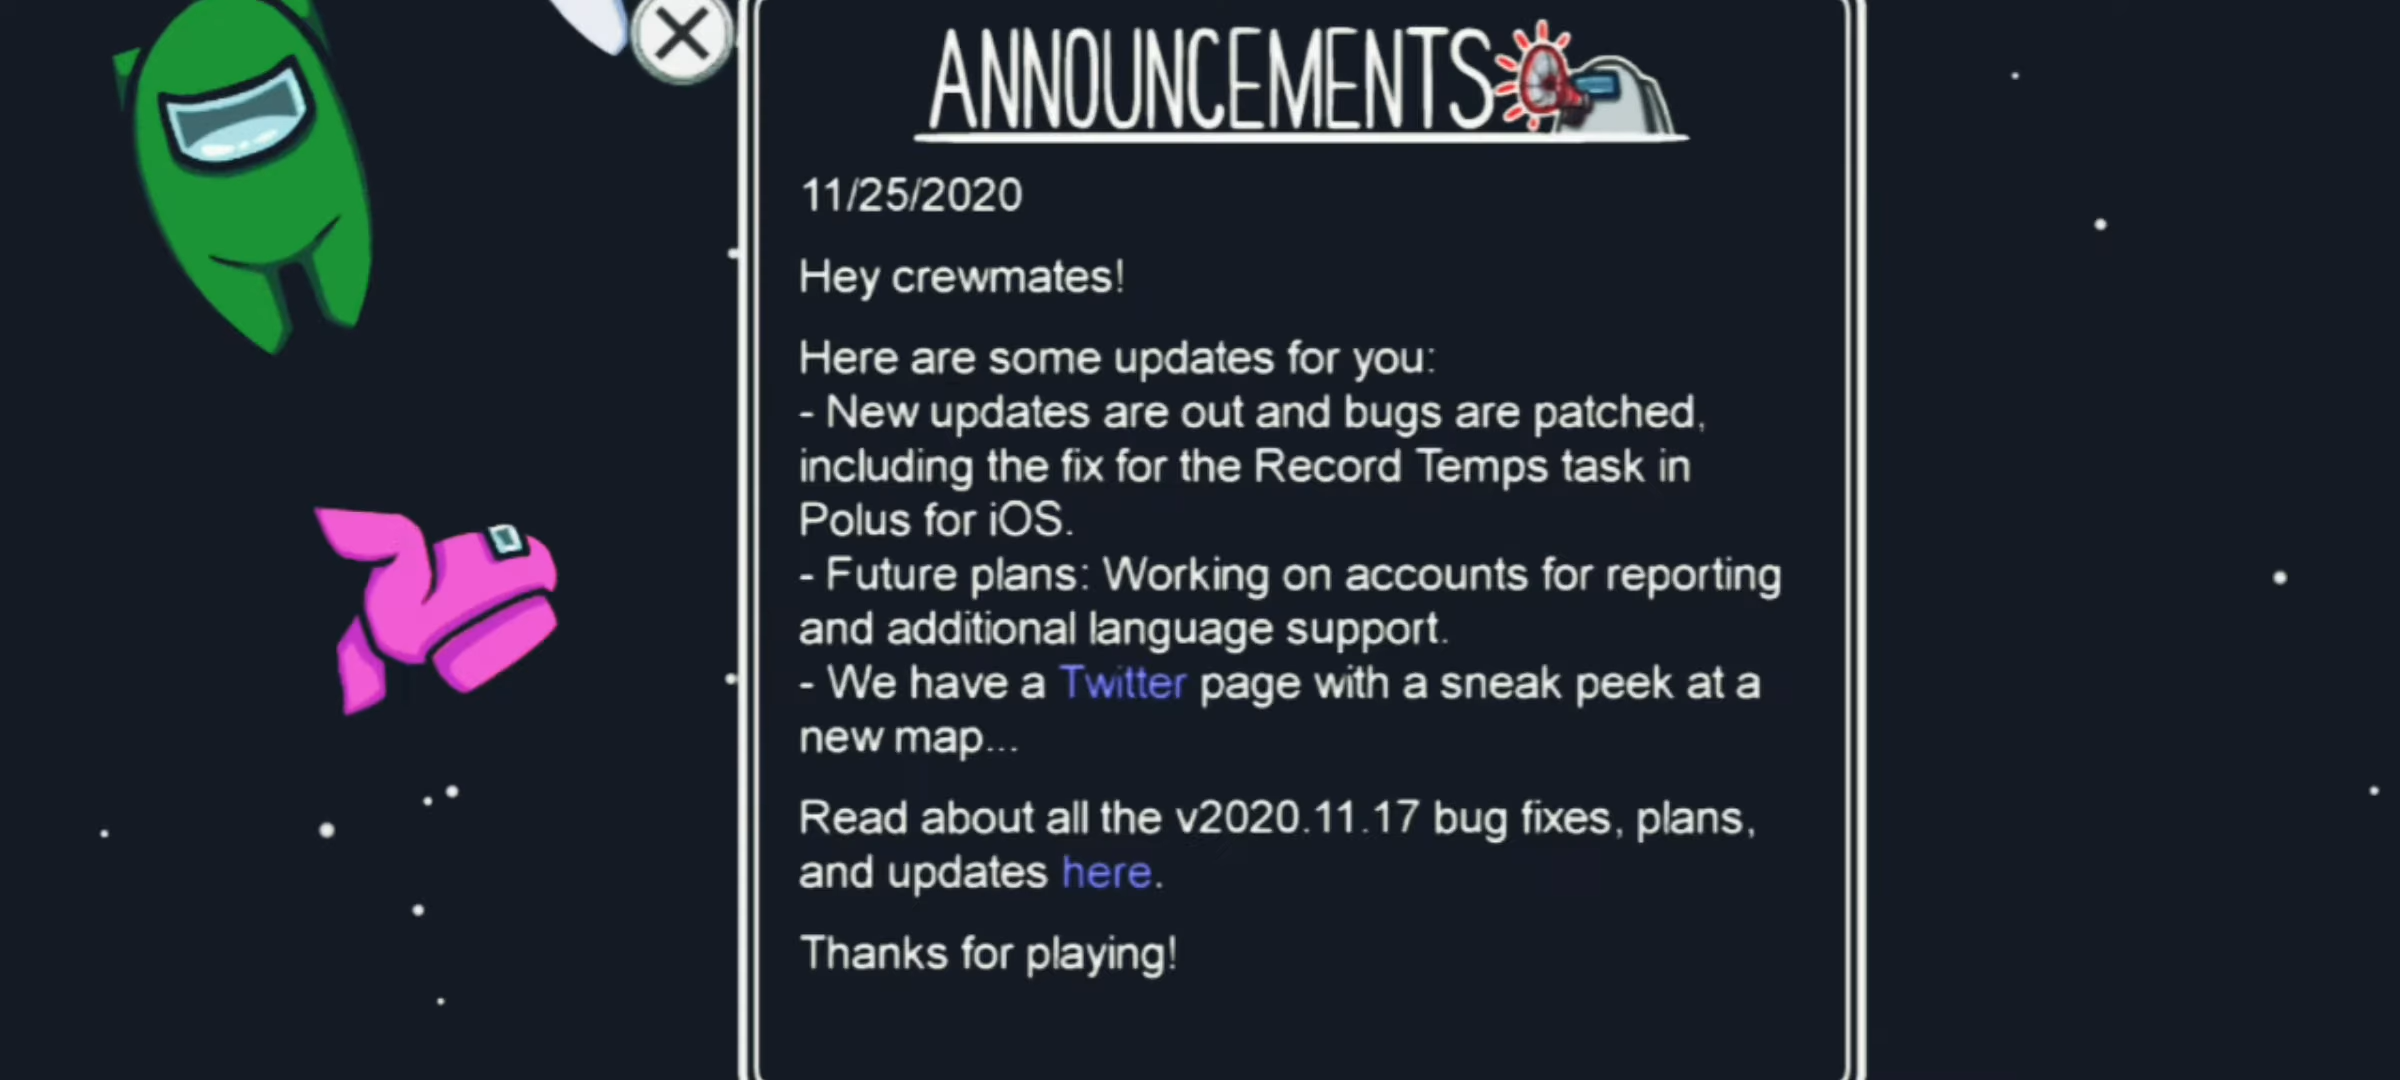 ANNOUNCEMENTS
11/25/2020
Hey crewmates!
Here are some updates for you:
- New updates are out and bugs are patched,
including the fix for the Record Temps task in
Polus for iOS.
- Future plans: Working on accounts for reporting
and additional language support.
- We have a Twitter page with a sneak peek at a
new map...
Read about all the v2020.11.17 bug fixes, plans,
and updates here.
Thanks for playing!